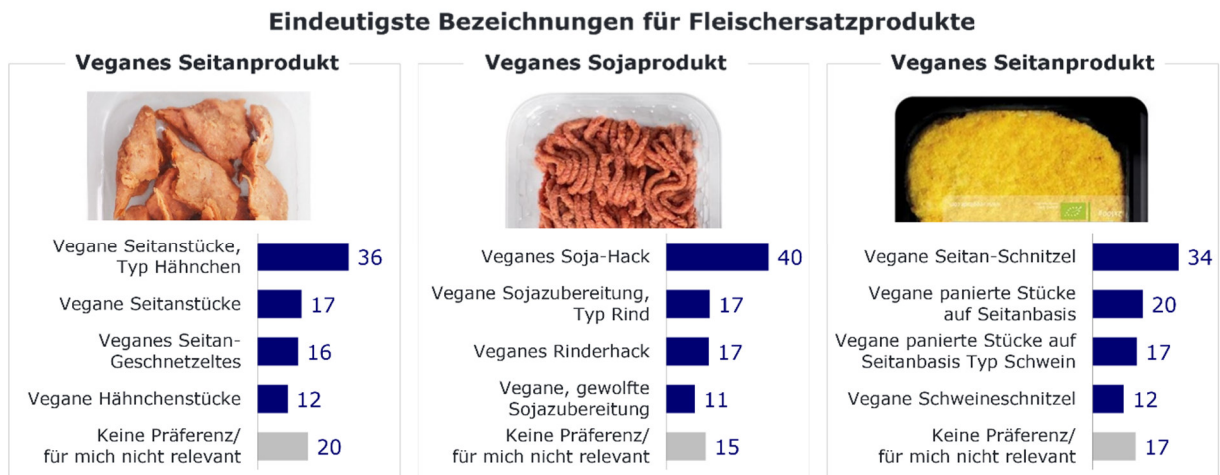 Eindeutigste Bezeichnungen für Fleischersatzprodukte
Veganes Seitanprodukt
Vegane Seitanstücke,
Typ Hähnchen
36
Vegane Seitanstücke
17
Veganes Seitan-
Geschnetzeltes
16
Vegane Hähnchenstücke
12
Keine Präferenz/
für mich nicht relevant
20
Veganes Sojaprodukt
Veganes Soja-Hack
40
Vegane Sojazubereitung,
Typ Rind
17
Veganes Rinderhack
17
Vegane, gewolfte
Sojazubereitung
11
Keine Präferenz/
für mich nicht relevant
15
Veganes Seitanprodukt
Vegane Seitan-Schnitzel
34
Vegane panierte Stücke
auf Seitanbasis
20
Vegane panierte Stücke auf
Seitanbasis Typ Schwein
17
Vegane Schweineschnitzel
12
Keine Präferenz/
für mich nicht relevant
17